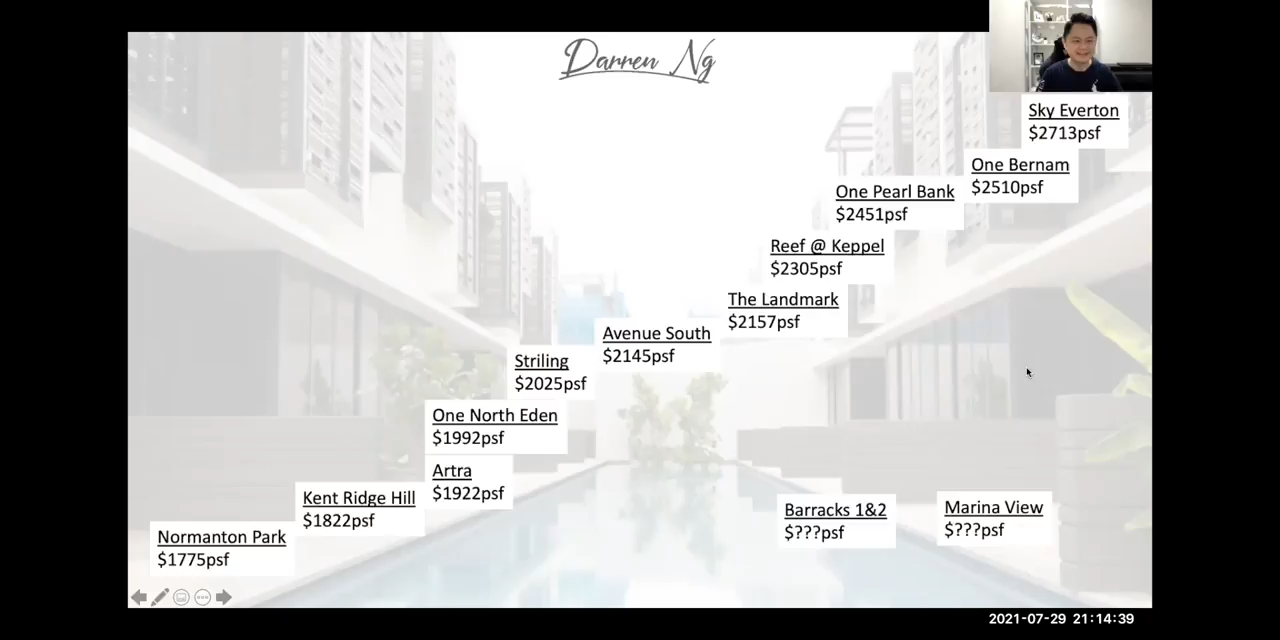 Darren Ng
Sky Everton
$2713psf
One Bernam
$2510psf
One Pearl Bank
$2451psf
Reef @ Keppel
$2305psf
The Landmark
$2157psf
Avenue South
$2145psf
Striling
$2025psf
One North Eden
$1992psf
Artra
$1922psf
Kent Ridge Hill
$1822psf
Normanton Park
$1775psf
Barracks 1&2
$???psf
Marina View
$???psf
2021-07-29 21:14:39